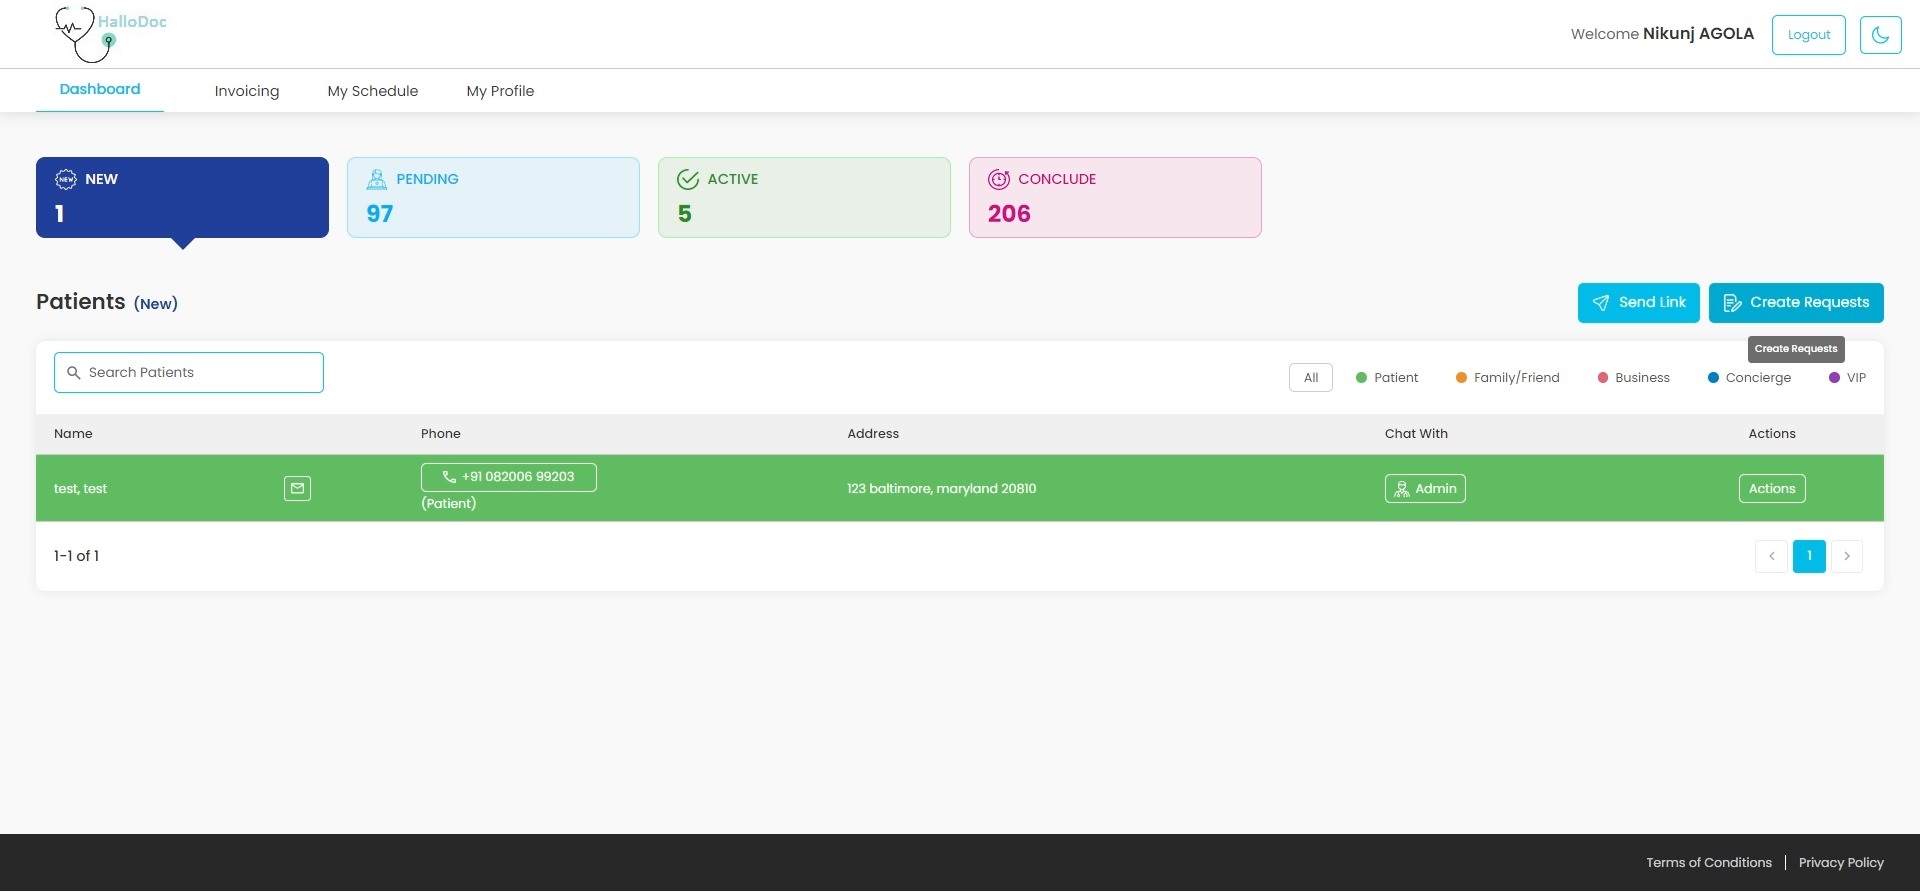 HalloDoc
Welcome Nikunj AGOLA
Logout
Dashboard
Invoicing
My Schedule
My Profile
NEW
NEW
1
PENDING
97
ACTIVE
5
CONCLUDE
206
Patients (New)
Send Link
Create Requests
Create Requests
Search Patients
All
Patient
Family/Friend
Business
Concierge
VIP
Name
Phone
Address
Chat With
Actions
test, test
+91 082006 99203
(Patient)
123 baltimore, maryland 20810
Admin
Actions
1-1 of 1
1
Terms of Conditions
Privacy Policy